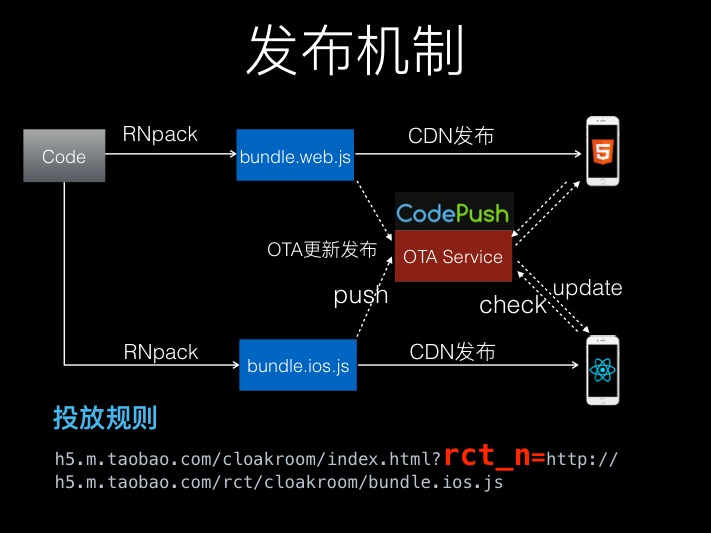 发布机制
RNpack
CDN发布
Code
bundle.web.js
5
CodePush
OTA更新发布
OTA Service
push
check
update
RNpack
CDN发布
bundle.ios.js
投放规则
h5.m.taobao.com/cloakroom/index.html?rct_n=http://
h5.m.taobao.com/rct/cloakroom/bundle.ios.js